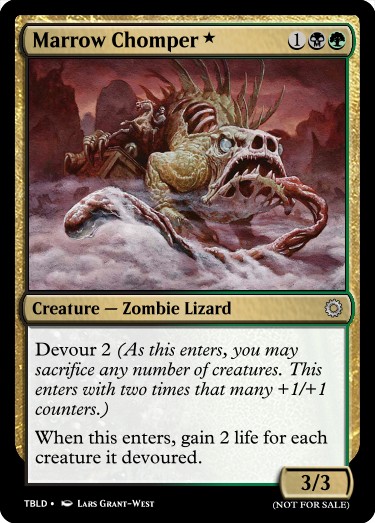 Marrow Chomper ★ 1
Creature — Zombie Lizard
Devour 2 (As this enters, you may
sacrifice any number of creatures. This
enters with two times that many +1/+1
counters.)
When this enters, gain 2 life for each
creature it devoured.
3/3
TBLD • Lars Grant-West
(NOT FOR SALE)